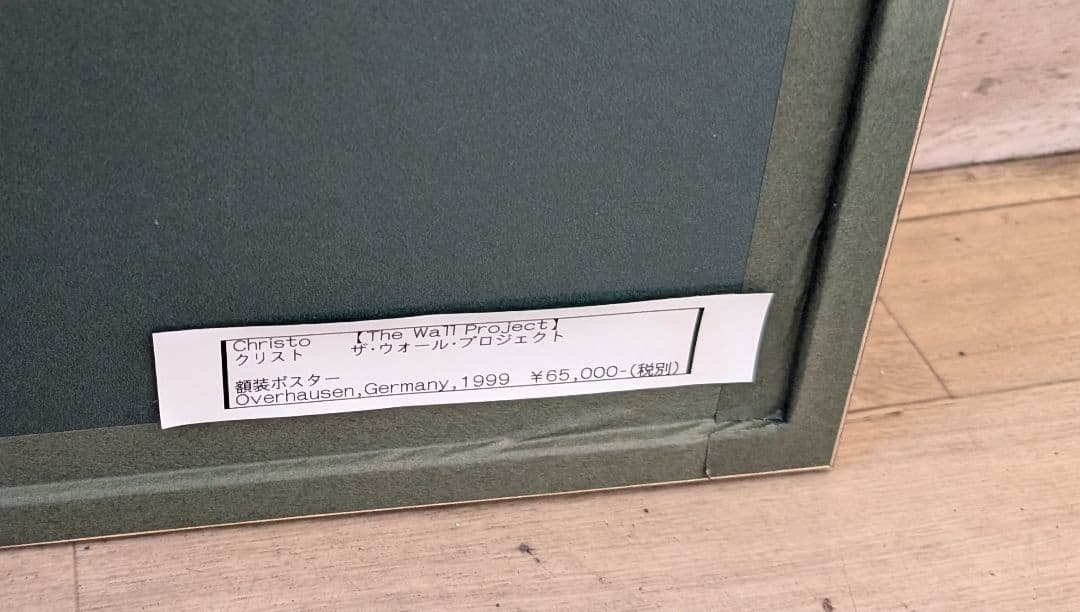 Christo 【The Wall Project】
クリスト ザ・ウォール・プロジェクト
額装ポスター
Overhausen,Germany,1999 ￥65,000-(税別)